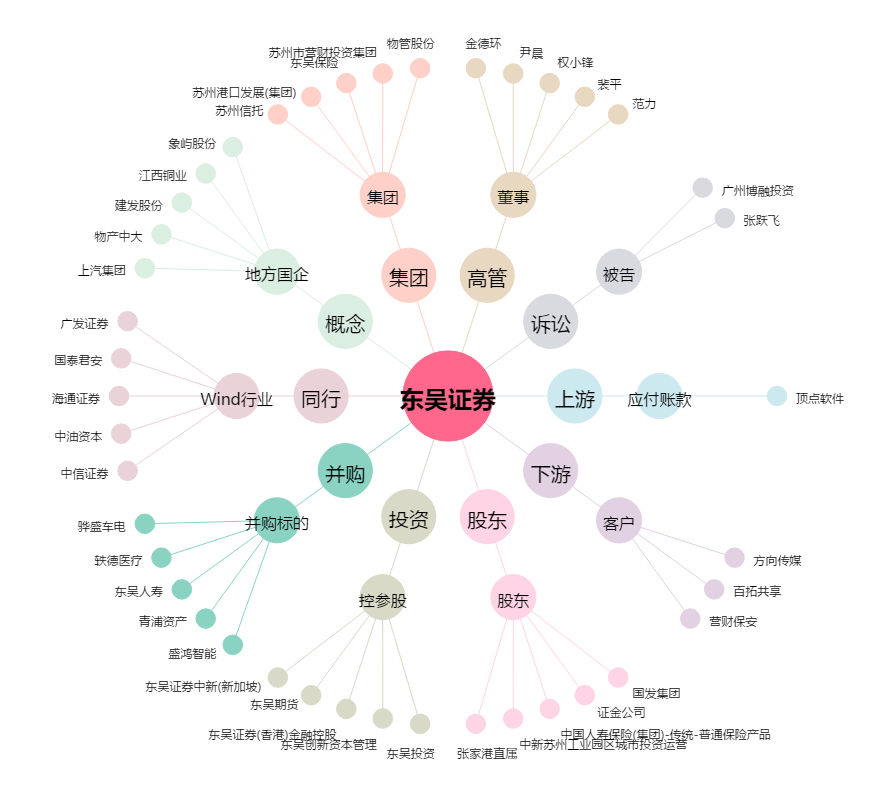 物管股份
苏州市营财投资集团
东吴保险
苏州港口发展(集团)
苏州信托
集团
集团
金德环
尹晨
权小锋
裴平
范力
董事
高管
广州博融投资
张跃飞
被告
诉讼
象屿股份
江西铜业
建发股份
物产中大
上汽集团
地方国企
概念
广发证券
国泰君安
海通证券
中油资本
中信证券
Wind行业
同行
东吴证券
上游
应付账款
顶点软件
并购
并购标的
骅盛车电
轶德医疗
东吴人寿
青浦资产
盛鸿智能
投资
控参股
东吴证券中新(新加坡)
东吴期货
东吴证券(香港)金融控股
东吴创新资本管理
东吴投资
股东
股东
国发集团
证金公司
中国人寿保险(集团)-传统-普通保险产品
中新苏州工业园区城市投资运营
张家港直属
下游
客户
方向传媒
百拓共享
营财保安